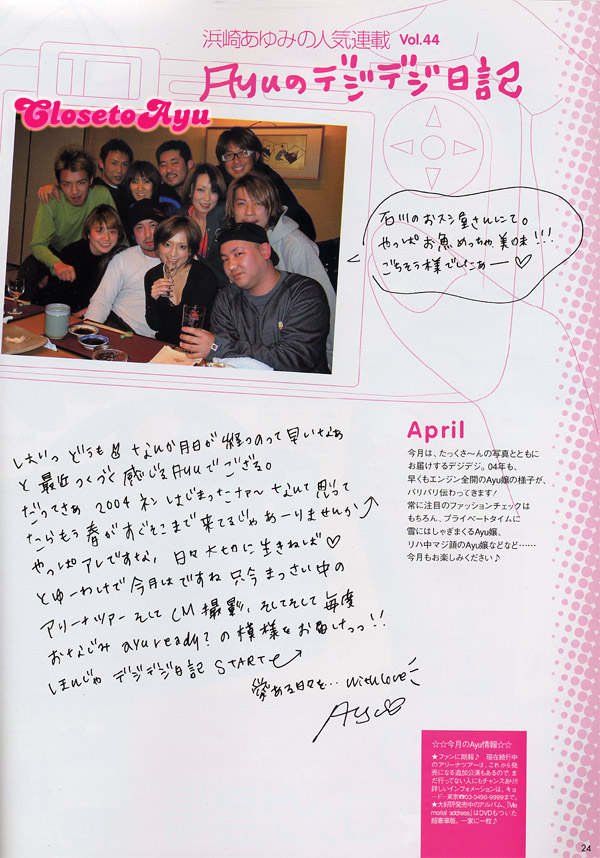 浜崎あゆみの人気連載 Vol.44
Ayuのデジデジ日記
Close to Ayu
石川のおスシ屋さんにて。
やっぱお魚めっちゃ美味!!!
ごちそう様でしたあー♡
しかいっ どうも なんか月日が経つのって早いなぁ
と最近つくづく感じるAyuでござる。
だってさぁ 2004ネンはじまったなァ〜なんて思って
たらもう春がすぐそこまで来てるじゃあーりませんか
やっぱアレですな、日々大切に生きねば♡
とゆーわけで今月はですね 只今まっさい中の
アリーナツアーそしてCM撮影、そしてそして毎度
おなじみ ayu ready? の模様をお届けっっ!!
ほんじゃ デジデジ日記 START
愛ある日々を… with Love
Ayu♡
April
今月は、たっくさ〜んの写真とともに
お届けするデジデジ。04年も、
早くもエンジン全開のAyu嬢の様子が、
バリバリ伝わってきます!
常に注目のファッションチェックは
もちろん、プライベートタイムに
雪にはしゃぎまくるAyu嬢、
リハ中マジ顔のAyu嬢などなど……
今月もお楽しみください♪
☆☆今月のAyu情報☆☆
★ファンに朗報♪ 現在続行中
のアリーナツアーは、これから発
売になる追加公演もあるので、ま
だ行ってない人にもチャンスあり!!
詳しいインフォメーションは、キョ
ードー東京☎03-3498-9999まで。
★大好評発売中のアルバム、『Me
morial address』はDVDもついた
超豪華版。一家に一枚♪
24